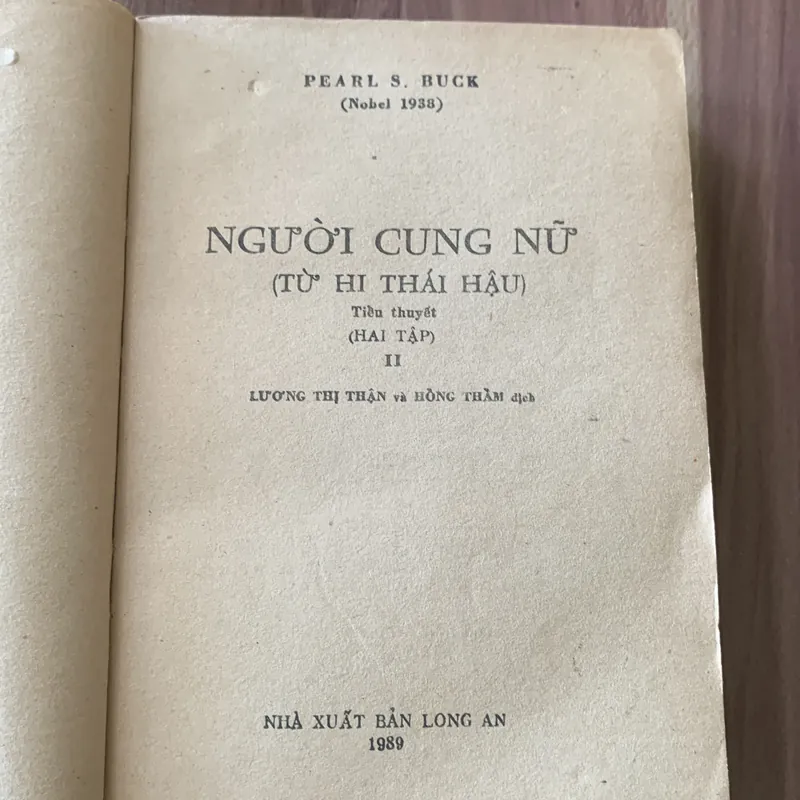 PEARL S. BUCK
(Nobel 1938)
NGƯỜI CUNG NỮ
(TỪ HI THÁI HẬU)
Tiểu thuyết
(HAI TẬP)
II
LƯƠNG THỊ THẬN và HỒNG THẮM dịch
NHÀ XUẤT BẢN LONG AN
1989